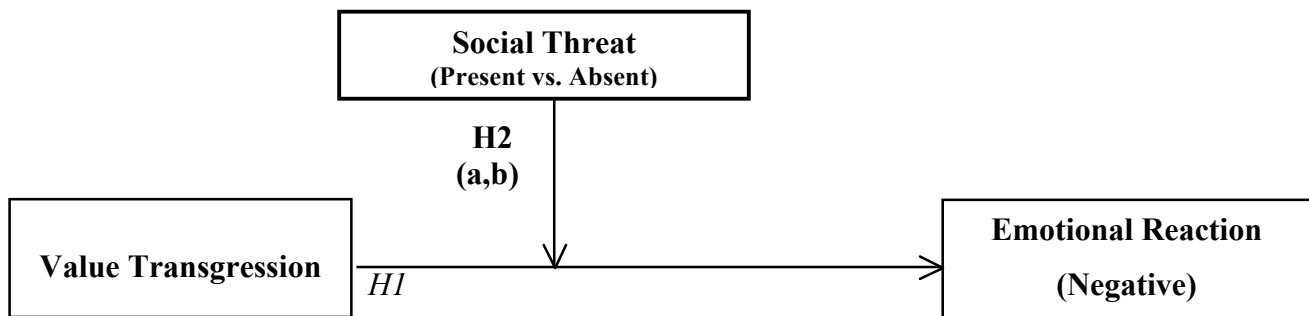 Social Threat
(Present vs. Absent)
H2
(a,b)
Value Transgression
H1
Emotional Reaction
(Negative)